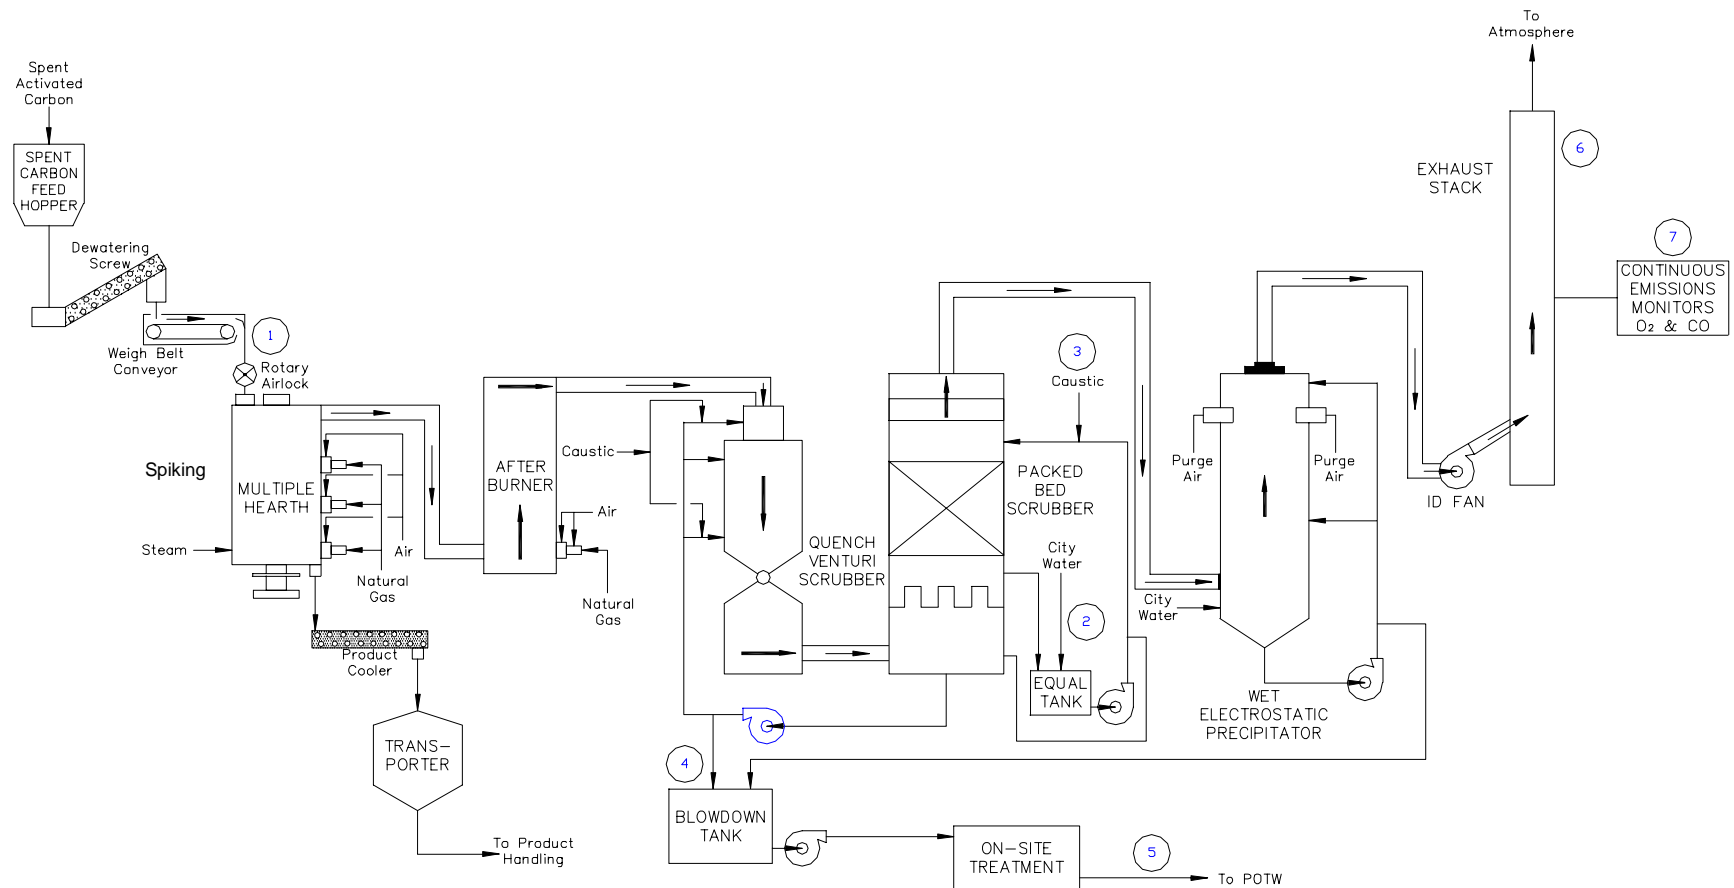 To
Atmosphere
Spent
Activated
Carbon
SPENT
CARBON
FEED
HOPPER
6
EXHAUST
STACK
Dewatering
Screw
7
CONTINUOUS
EMISSIONS
MONITORS
O₂ & CO
1
Weigh Belt
Conveyor
Rotary
Airlock
3
Caustic
Spiking
MULTIPLE
HEARTH
Steam
Air
Natural
Gas
AFTER
BURNER
Air
Natural
Gas
Caustic
QUENCH
VENTURI
SCRUBBER
PACKED
BED
SCRUBBER
City
Water
2
EQUAL
TANK
Purge
Air
Purge
Air
ID FAN
City
Water
WET
ELECTROSTATIC
PRECIPITATOR
Product
Cooler
TRANS-
PORTER
To Product
Handling
4
BLOWDOWN
TANK
ON-SITE
TREATMENT
5
To POTW